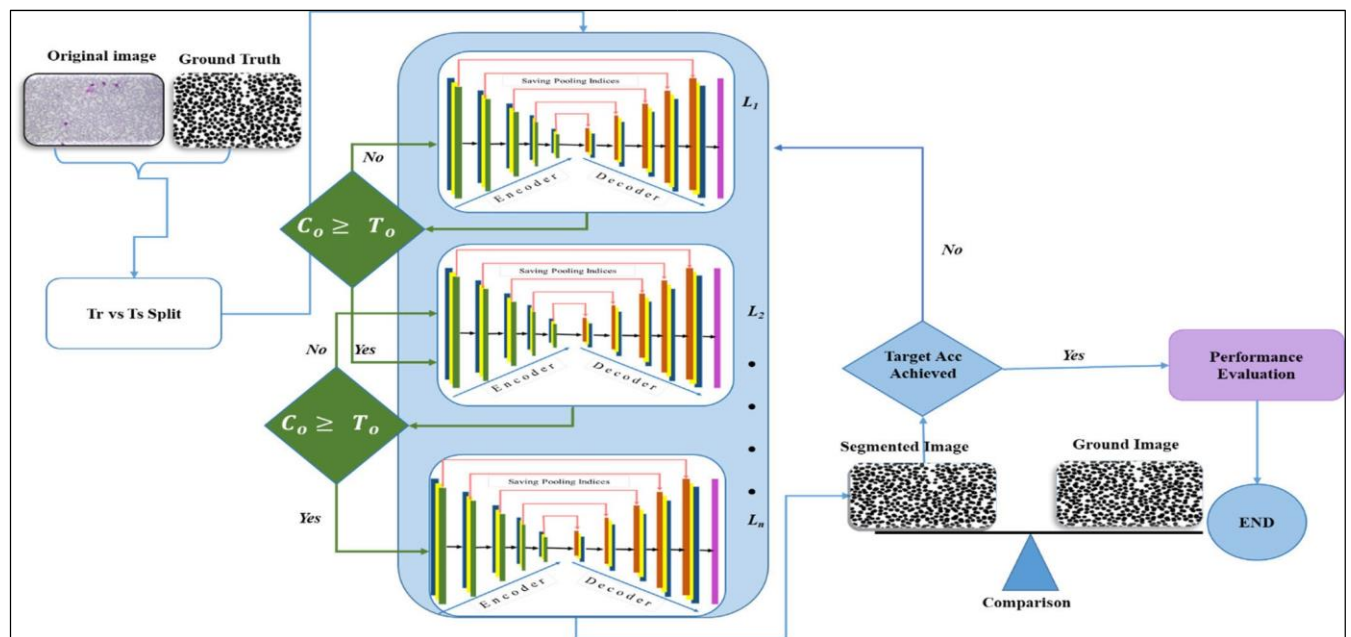 Original image
Ground Truth
Tr vs Ts Split
Saving Pooling Indices
Encoder
Decoder
L1
No
Co ≥ To
Yes
Saving Pooling Indices
Encoder
Decoder
L2
No
Co ≥ To
Yes
Saving Pooling Indices
Encoder
Decoder
Ln
No
Target Acc
Achieved
Yes
Performance
Evaluation
Segmented Image
Ground Image
Comparison
END